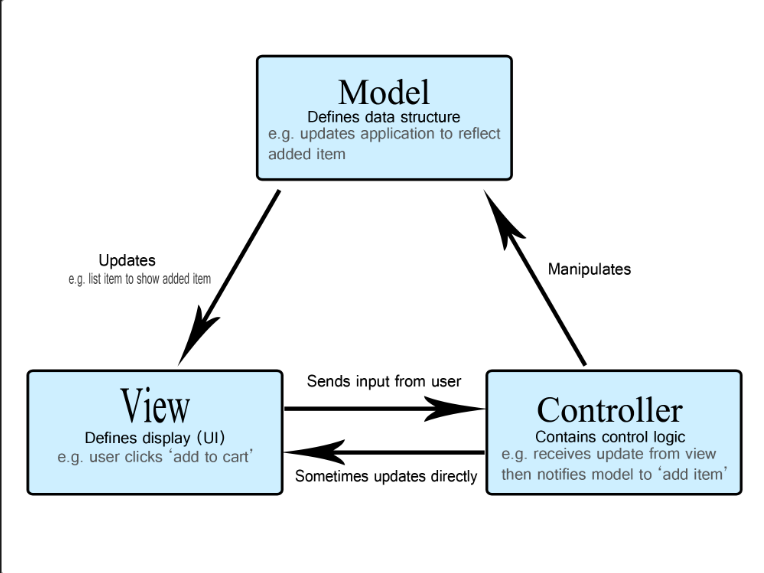 Model
Defines data structure
e.g. updates application to reflect
added item
Updates
e.g. list item to show added item
Manipulates
View
Defines display (UI)
e.g. user clicks ‘add to cart’
Sends input from user
Sometimes updates directly
Controller
Contains control logic
e.g. receives update from view
then notifies model to ‘add item’